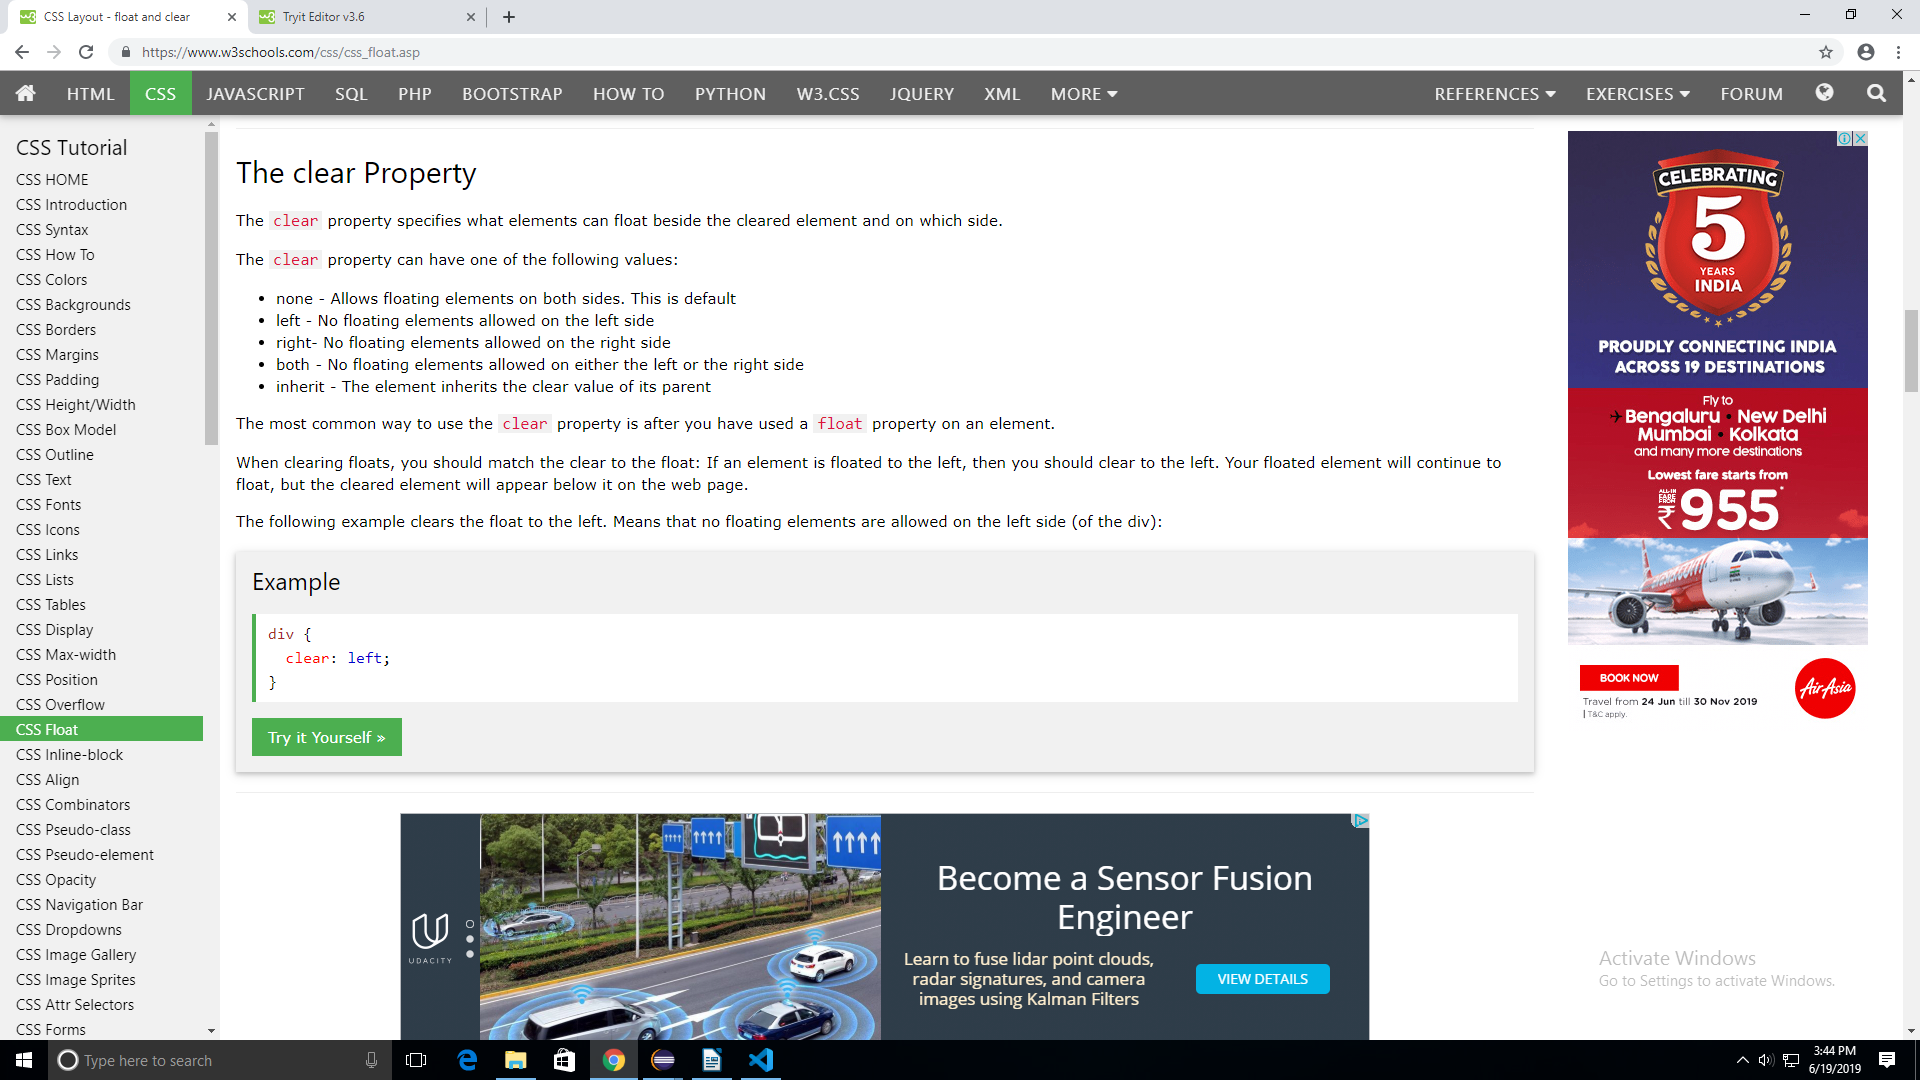 CSS Layout - float and clear
Tryit Editor v3.6
https://www.w3schools.com/css/css_float.asp
HTML CSS JAVASCRIPT SQL PHP BOOTSTRAP HOW TO PYTHON W3.CSS JQUERY XML MORE REFERENCES EXERCISES FORUM
CSS Tutorial
CSS HOME
CSS Introduction
CSS Syntax
CSS How To
CSS Colors
CSS Backgrounds
CSS Borders
CSS Margins
CSS Padding
CSS Height/Width
CSS Box Model
CSS Outline
CSS Text
CSS Fonts
CSS Icons
CSS Links
CSS Lists
CSS Tables
CSS Display
CSS Max-width
CSS Position
CSS Overflow
CSS Float
CSS Inline-block
CSS Align
CSS Combinators
CSS Pseudo-class
CSS Pseudo-element
CSS Opacity
CSS Navigation Bar
CSS Dropdowns
CSS Image Gallery
CSS Image Sprites
CSS Attr Selectors
CSS Forms
The clear Property
The clear property specifies what elements can float beside the cleared element and on which side.
The clear property can have one of the following values:
• none - Allows floating elements on both sides. This is default
• left - No floating elements allowed on the left side
• right- No floating elements allowed on the right side
• both - No floating elements allowed on either the left or the right side
• inherit - The element inherits the clear value of its parent
The most common way to use the clear property is after you have used a float property on an element.
When clearing floats, you should match the clear to the float: If an element is floated to the left, then you should clear to the left. Your floated element will continue to
float, but the cleared element will appear below it on the web page.
The following example clears the float to the left. Means that no floating elements are allowed on the left side (of the div):
Example
div {
  clear: left;
}
Try it Yourself »
UDACITY
Become a Sensor Fusion
Engineer
Learn to fuse lidar point clouds,
radar signatures, and camera
images using Kalman Filters
VIEW DETAILS
CELEBRATING
5
YEARS
INDIA
PROUDLY CONNECTING INDIA
ACROSS 19 DESTINATIONS
Fly to
Bengaluru • New Delhi
Mumbai • Kolkata
and many more destinations
Lowest fare starts from
ALL-IN
FARE
FROM
₹955*
BOOK NOW
Travel from 24 Jun till 30 Nov 2019
| T&C apply.
AirAsia
Activate Windows
Go to Settings to activate Windows.
Type here to search
3:44 PM
6/19/2019